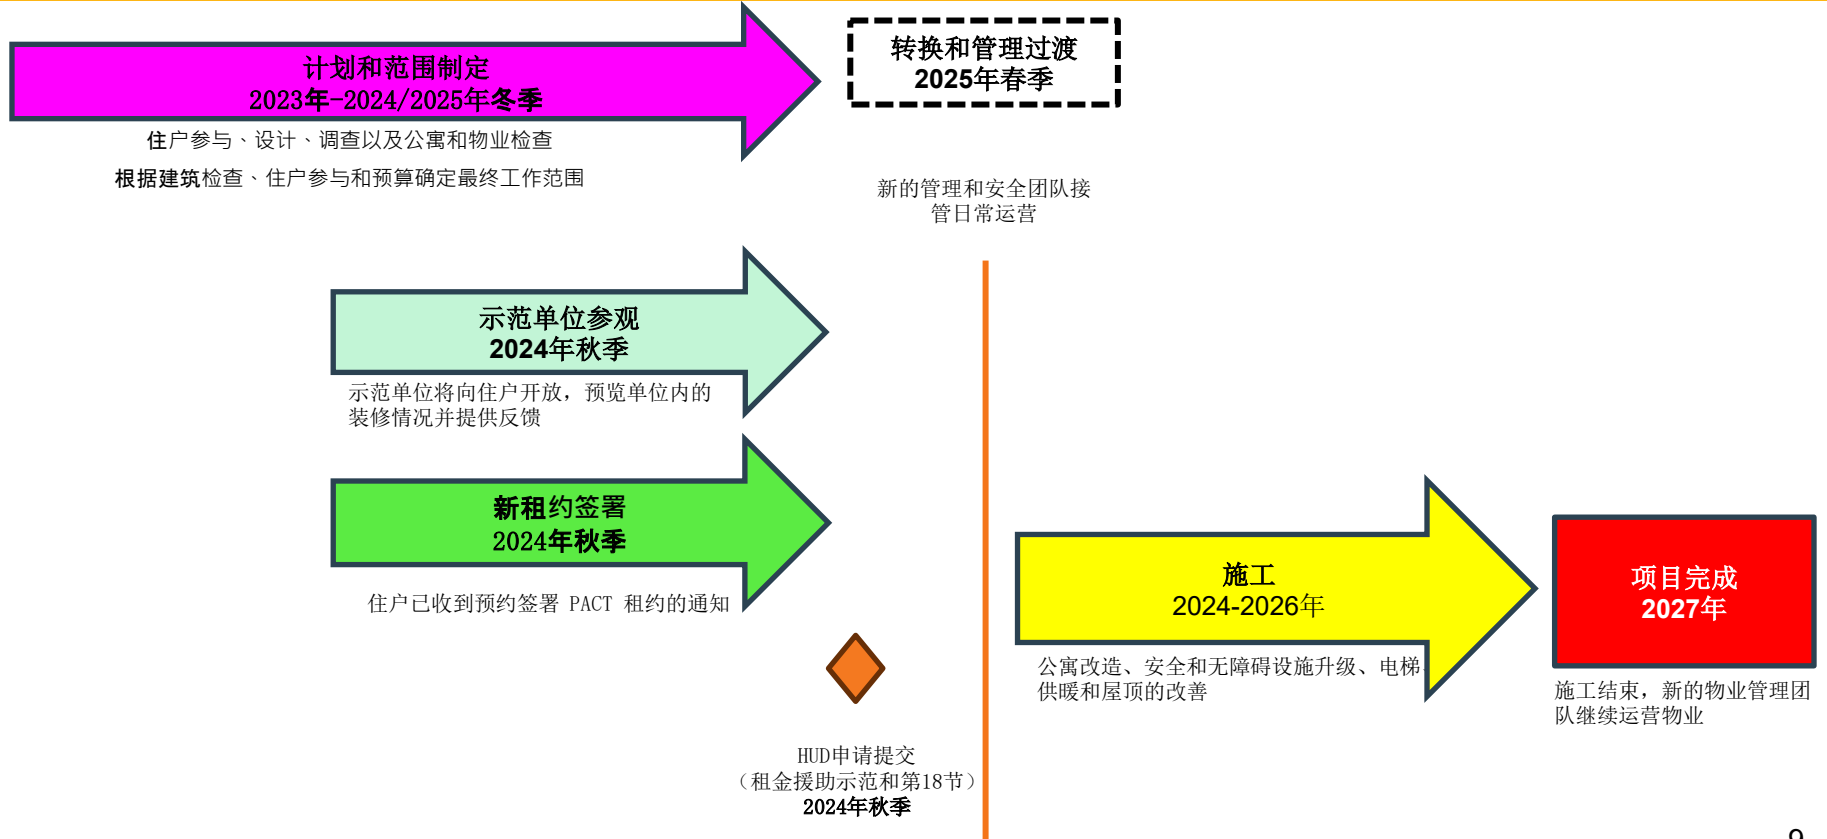 计划和范围制定
2023年-2024/2025年冬季
住户参与、设计、调查以及公寓和物业检查
根据建筑检查、住户参与和预算确定最终工作范围
转换和管理过渡
2025年春季
新的管理和安全团队接
管日常运营
示范单位参观
2024年秋季
示范单位将向住户开放，预览单位内的
装修情况并提供反馈
新租约签署
2024年秋季
住户已收到预约签署 PACT 租约的通知
HUD申请提交
（租金援助示范和第18节）
2024年秋季
施工
2024-2026年
公寓改造、安全和无障碍设施升级、电梯、
供暖和屋顶的改善
项目完成
2027年
施工结束，新的物业管理团
队继续运营物业